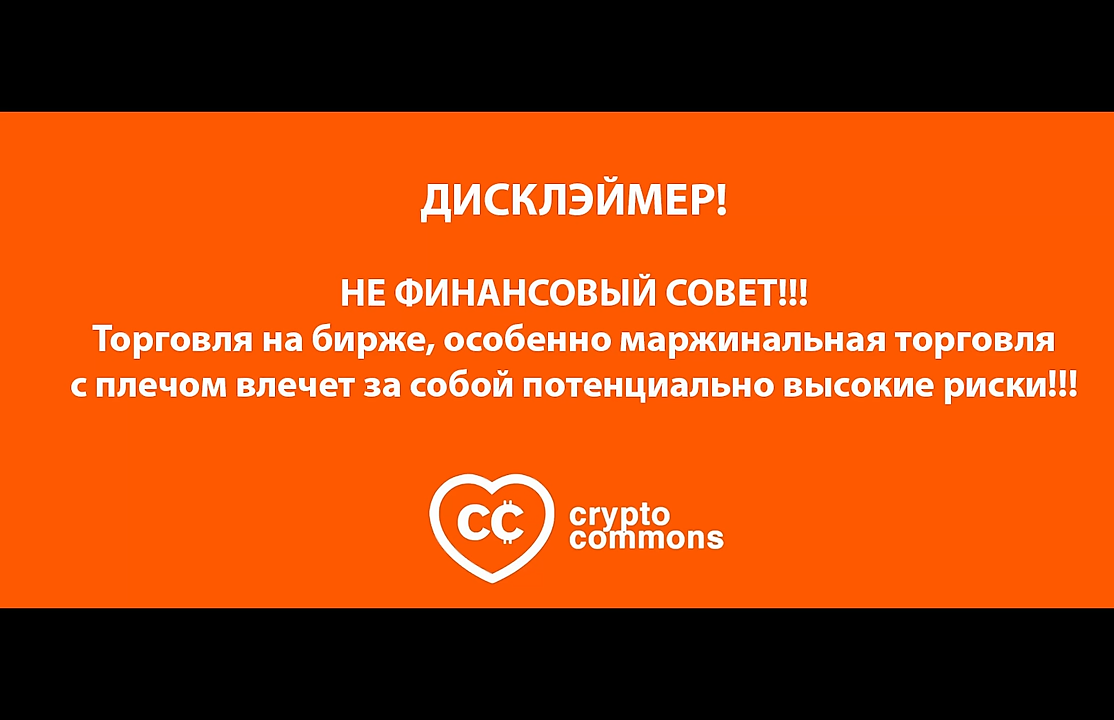 ДИСКЛЭЙМЕР!
НЕ ФИНАНСОВЫЙ СОВЕТ!!!
Торговля на бирже, особенно маржинальная торговля
с плечом влечет за собой потенциально высокие риски!!!
CC
crypto
commons